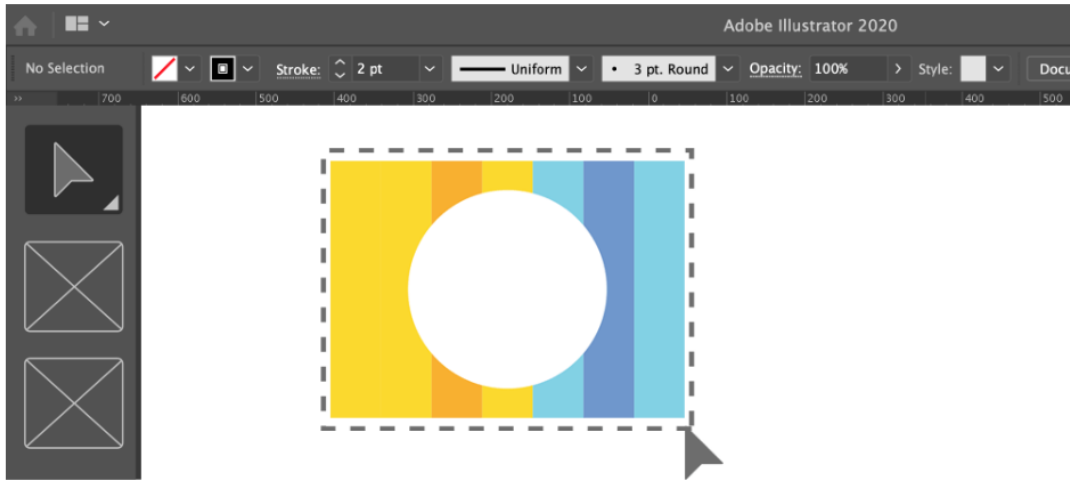 Adobe Illustrator 2020
No Selection Stroke: 2 pt Uniform 3 pt. Round Opacity: 100% Style: Docu
700 600 500 400 300 200 100 0 100 200 300 400 500